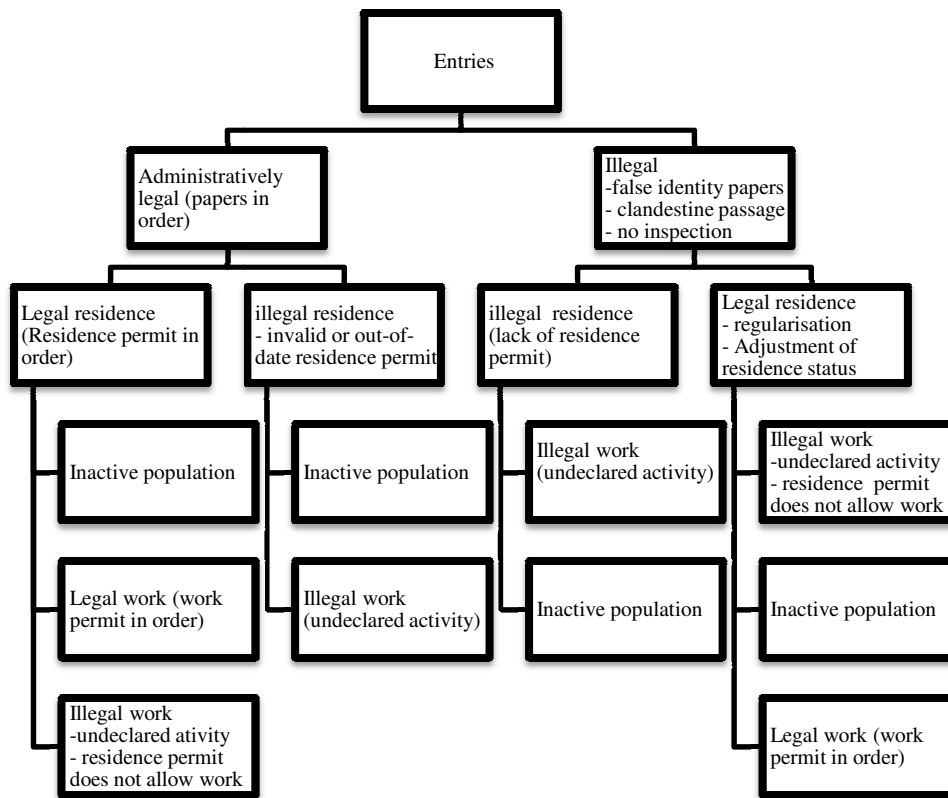 Entries
Administratively
legal (papers in
order)
Illegal
-false identity papers
- clandestine passage
- no inspection
Legal residence
(Residence permit in
order)
illegal residence
- invalid or out-of-
date residence permit
illegal  residence
(lack of residence
permit)
Legal residence
- regularisation
- Adjustment of
residence status
Inactive population
Legal work (work
permit in order)
Illegal work
-undeclared ativity
- residence permit
does not allow work
Inactive population
Illegal work
(undeclared activity)
Illegal work
(undeclared activity)
Inactive population
Illegal work
-undeclared activity
- residence  permit
does not allow work
Inactive population
Legal work (work
permit in order)